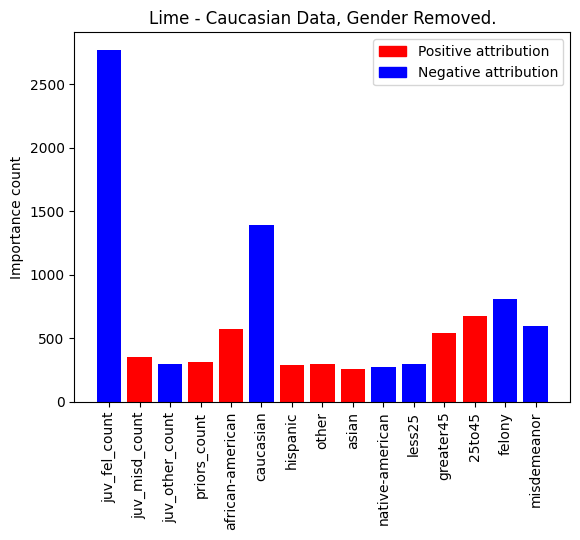 Lime - Caucasian Data, Gender Removed.
Positive attribution
Negative attribution
Importance count
2500
2000
1500
1000
500
0
juv_fel_count
juv_misd_count
juv_other_count
priors_count
african-american
caucasian
hispanic
other
asian
native-american
less25
greater45
25to45
felony
misdemeanor